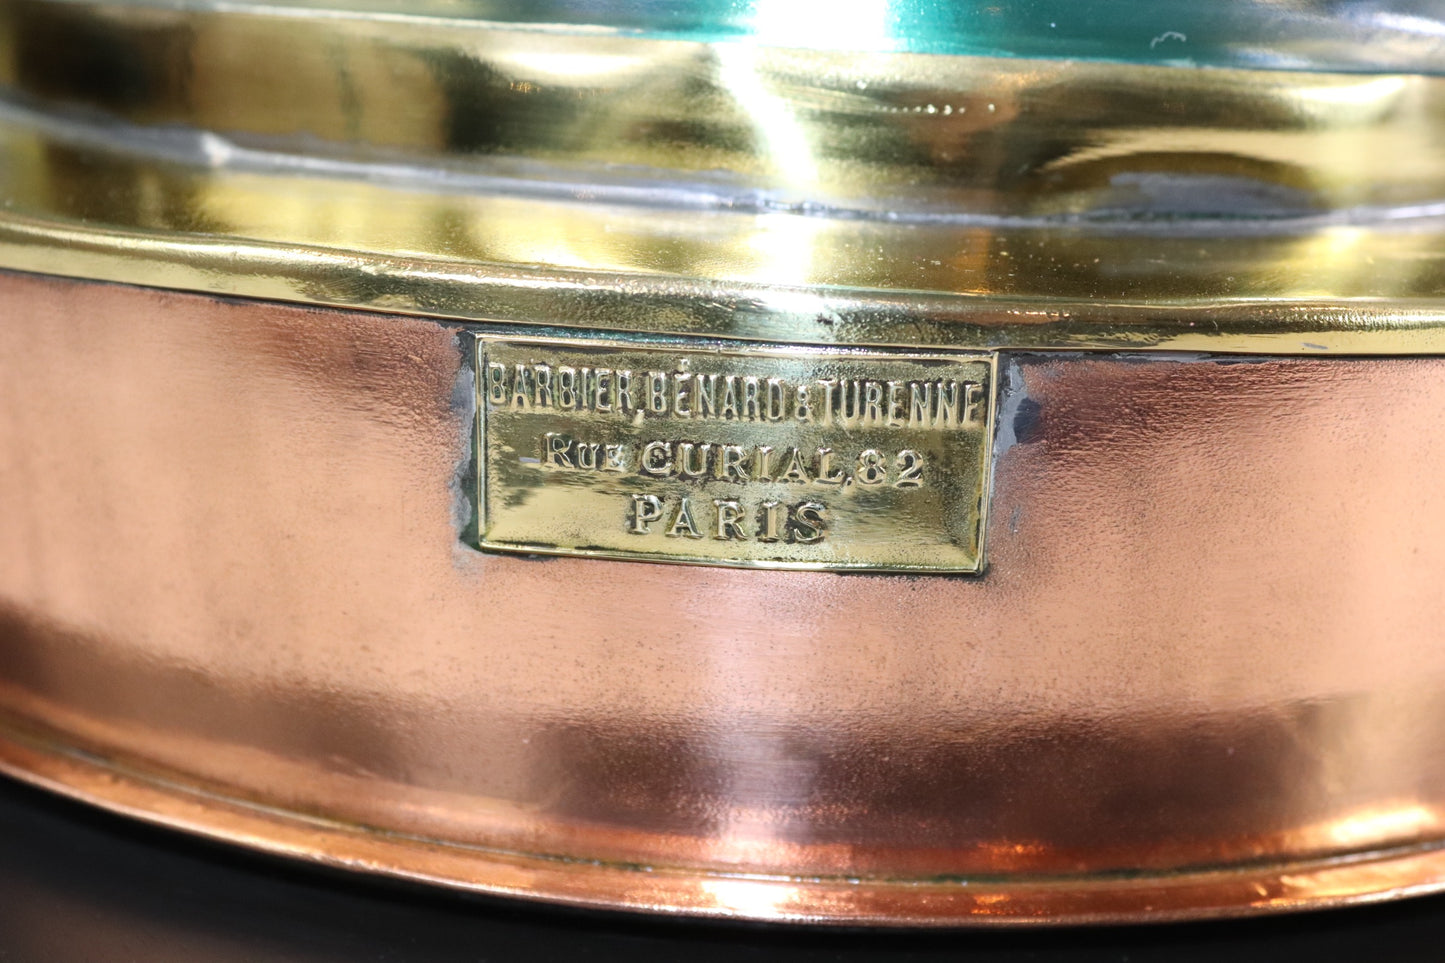 BARBIER, BÉNARD & TURENNE
RUE CURIAL, 82
PARIS